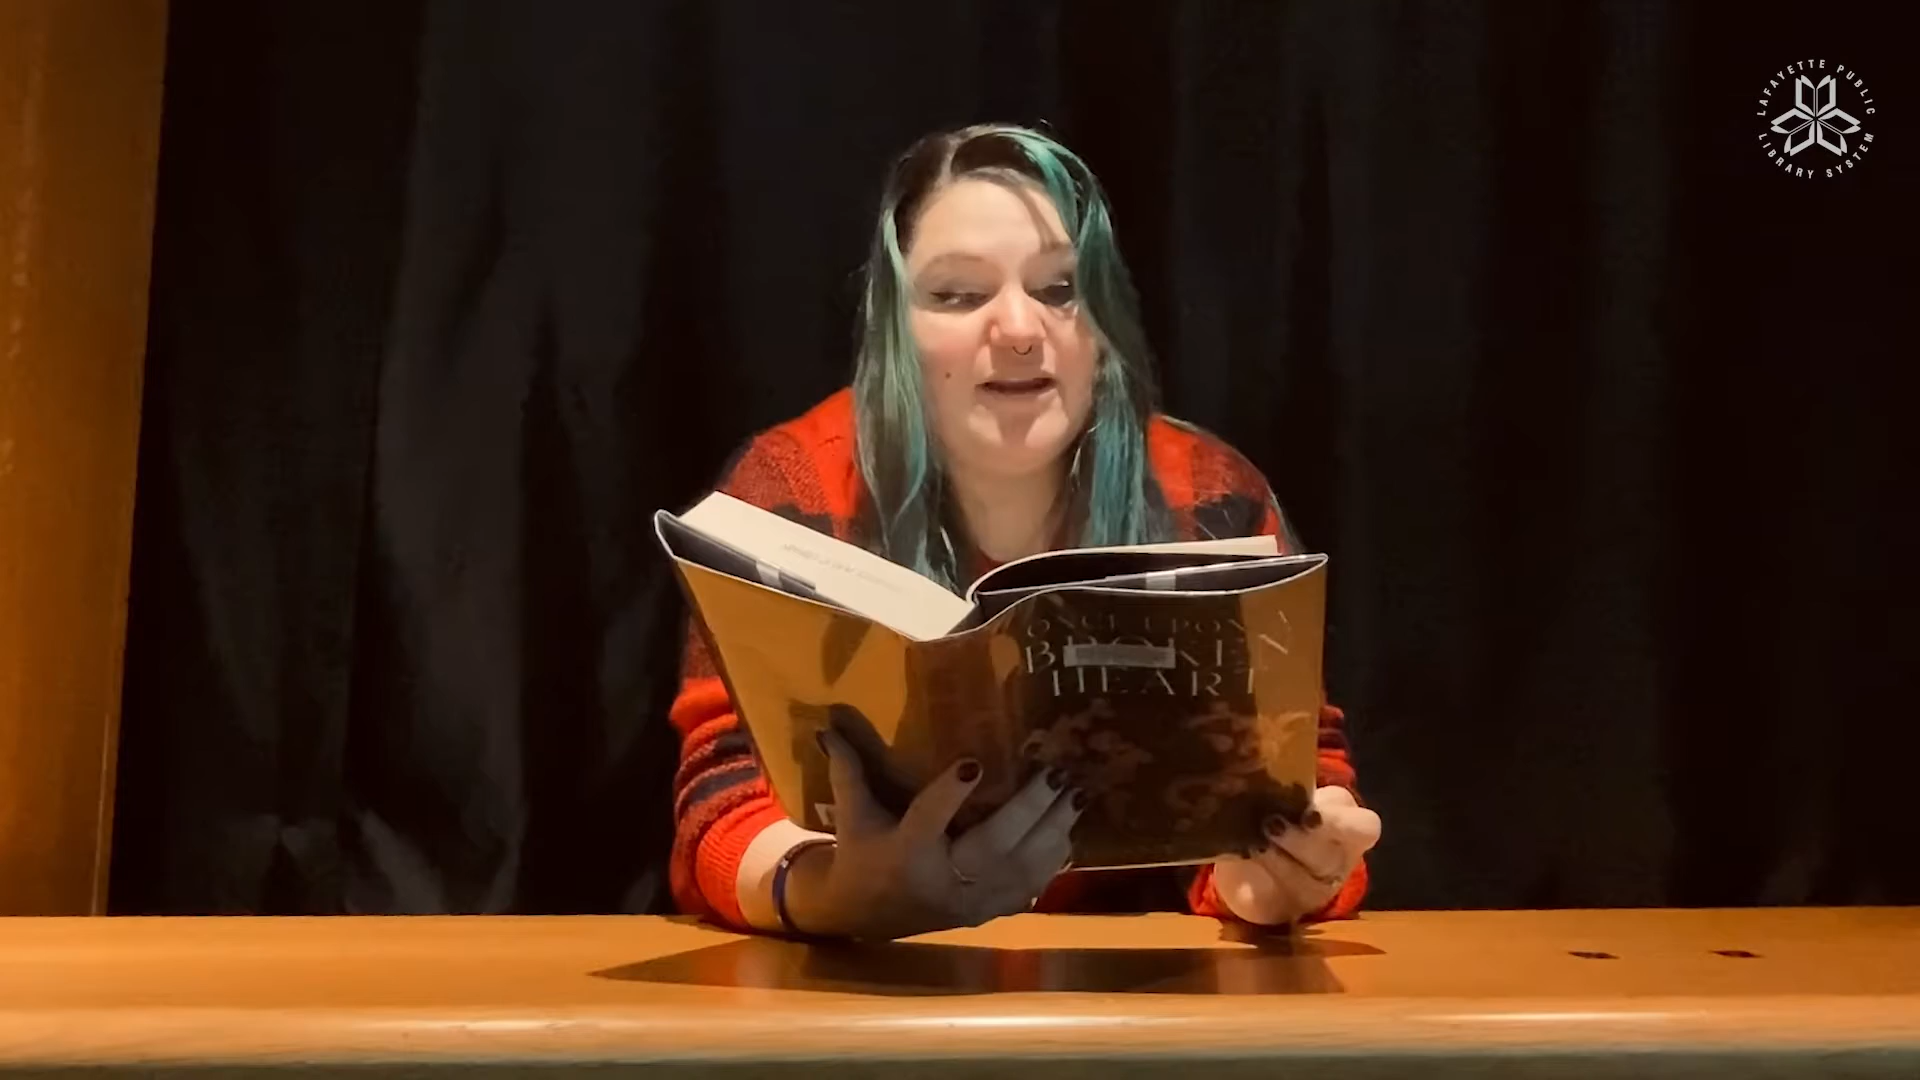 LAFAYETTE PUBLIC
LIBRARY SYSTEM
ONCE UPON A
BROKEN
HEART